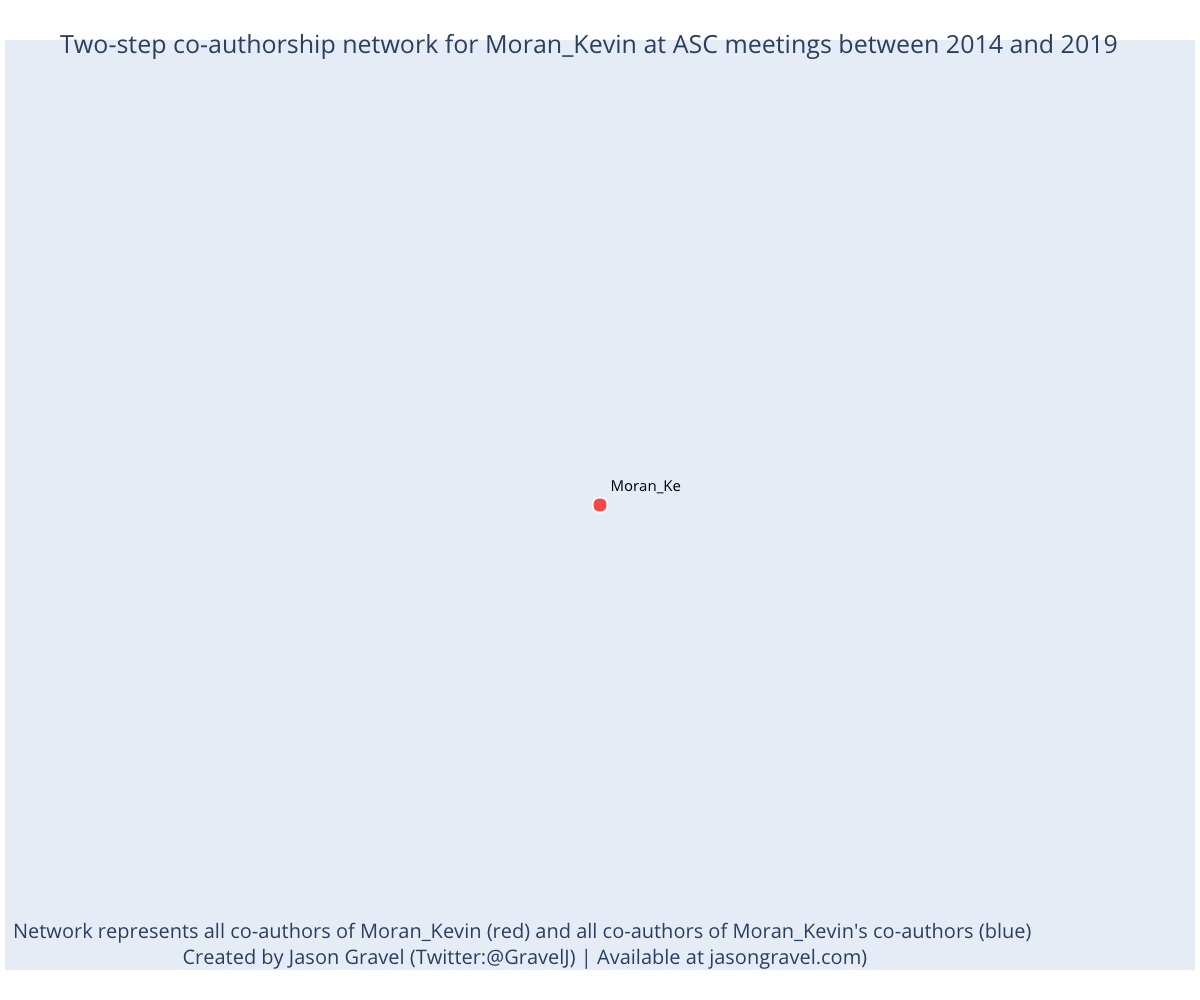 Two-step co-authorship network for Moran_Kevin at ASC meetings between 2014 and 2019
Moran_Ke
Network represents all co-authors of Moran_Kevin (red) and all co-authors of Moran_Kevin's co-authors (blue)
Created by Jason Gravel (Twitter:@GravelJ) | Available at jasongravel.com)